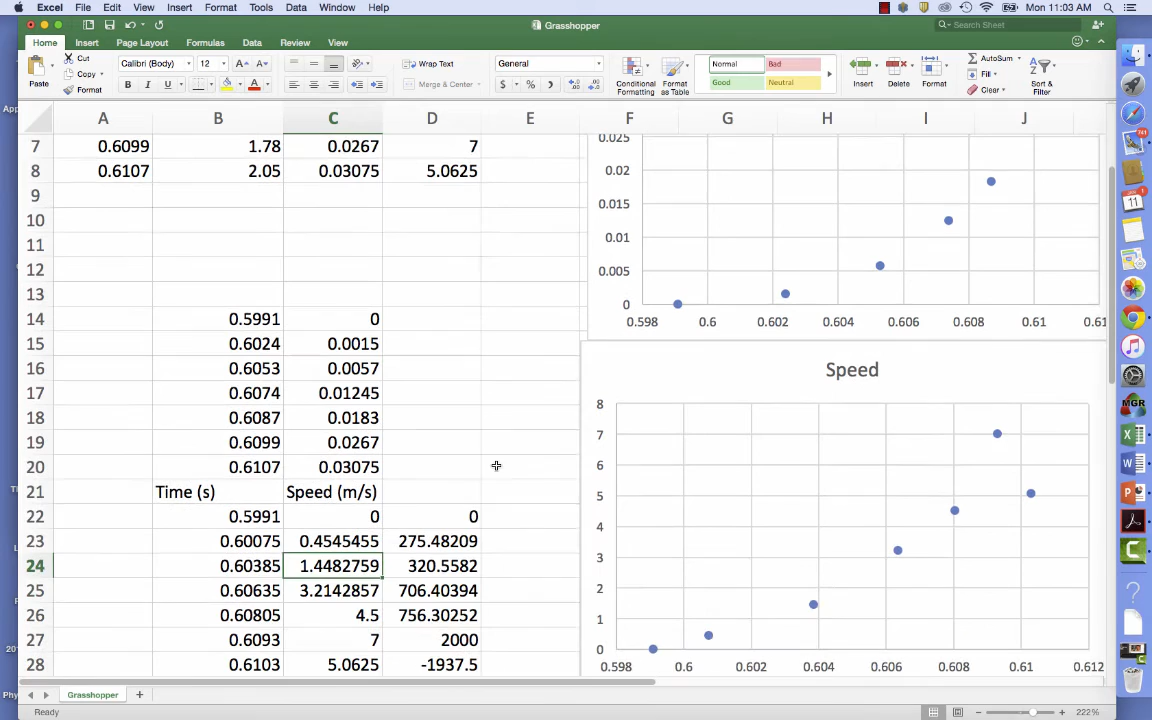 Excel File Edit View Insert Format Tools Data Window Help Mon 11:03 AM
Grasshopper
Search Sheet
Home Insert Page Layout Formulas Data Review View
Cut Calibri (Body) 12 A A Wrap Text General Normal Bad AutoSum
Copy Fill
Paste Format B I U A Merge & Center $ % Conditional Formatting Format as Table Good Neutral Insert Delete Format Clear Sort & Filter
A B C D E F G H I J
7 0.6099 1.78 0.0267 7
8 0.6107 2.05 0.03075 5.0625
9
10
11
12
13
14 0.5991 0
15 0.6024 0.0015
16 0.6053 0.0057
17 0.6074 0.01245
18 0.6087 0.0183
19 0.6099 0.0267
20 0.6107 0.03075
21 Time (s) Speed (m/s)
22 0.5991 0 0
23 0.60075 0.4545455 275.48209
24 0.60385 1.4482759 320.5582
25 0.60635 3.2142857 706.40394
26 0.60805 4.5 756.30252
27 0.6093 7 2000
28 0.6103 5.0625 -1937.5
0.025
0.02
0.015
0.01
0.005
0
0.598 0.6 0.602 0.604 0.606 0.608 0.61
Speed
8
7
6
5
4
3
2
1
0
0.598 0.6 0.602 0.604 0.606 0.608 0.61 0.612
Grasshopper
Ready 222%
JAN
11
741
MGR